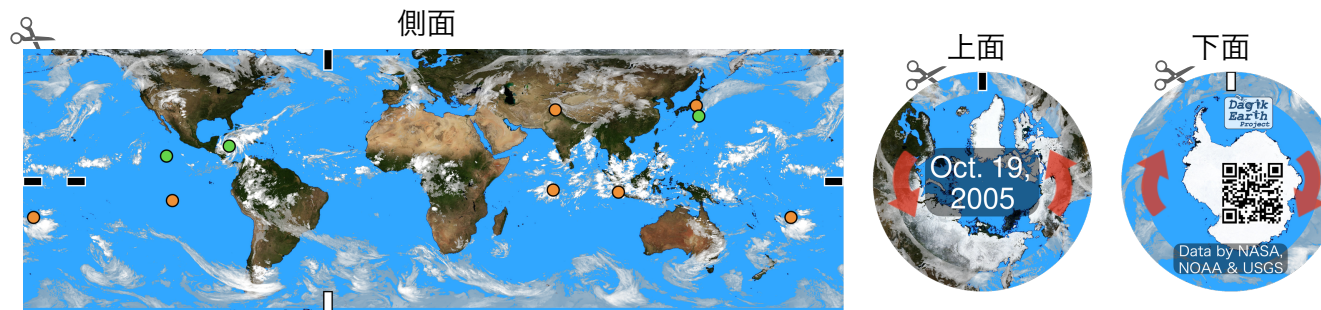 側面
上面
下面
Oct. 19,
2005
Dagik
Earth
Project
Data by NASA,
NOAA & USGS